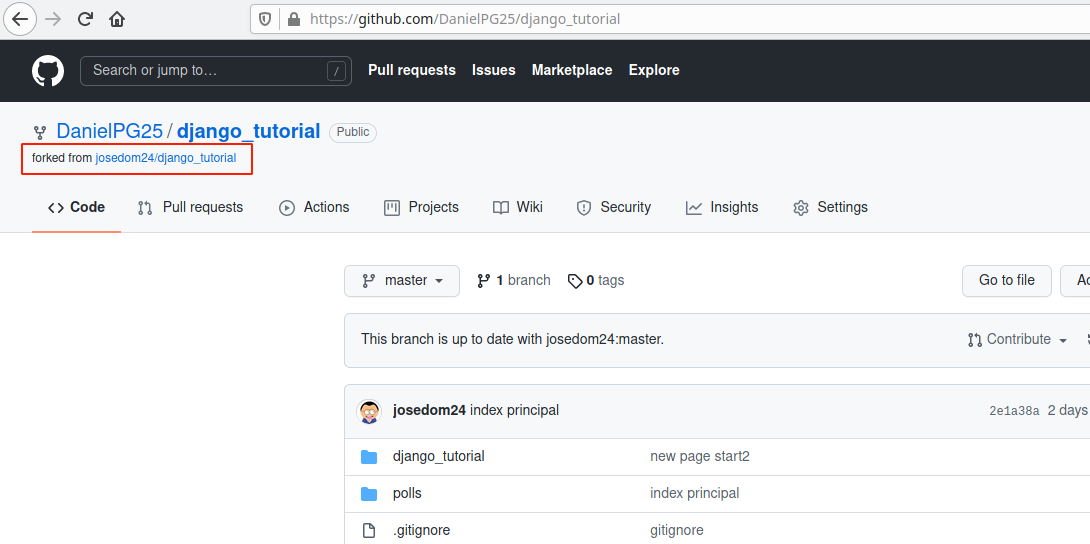 https://github.com/DanielPG25/django_tutorial
Search or jump to… / Pull requests Issues Marketplace Explore
DanielPG25 / django_tutorial Public
forked from josedom24/django_tutorial
Code Pull requests Actions Projects Wiki Security Insights Settings
master 1 branch 0 tags Go to file
This branch is up to date with josedom24:master. Contribute
josedom24 index principal 2e1a38a 2 days
django_tutorial new page start2
polls index principal
.gitignore gitignore